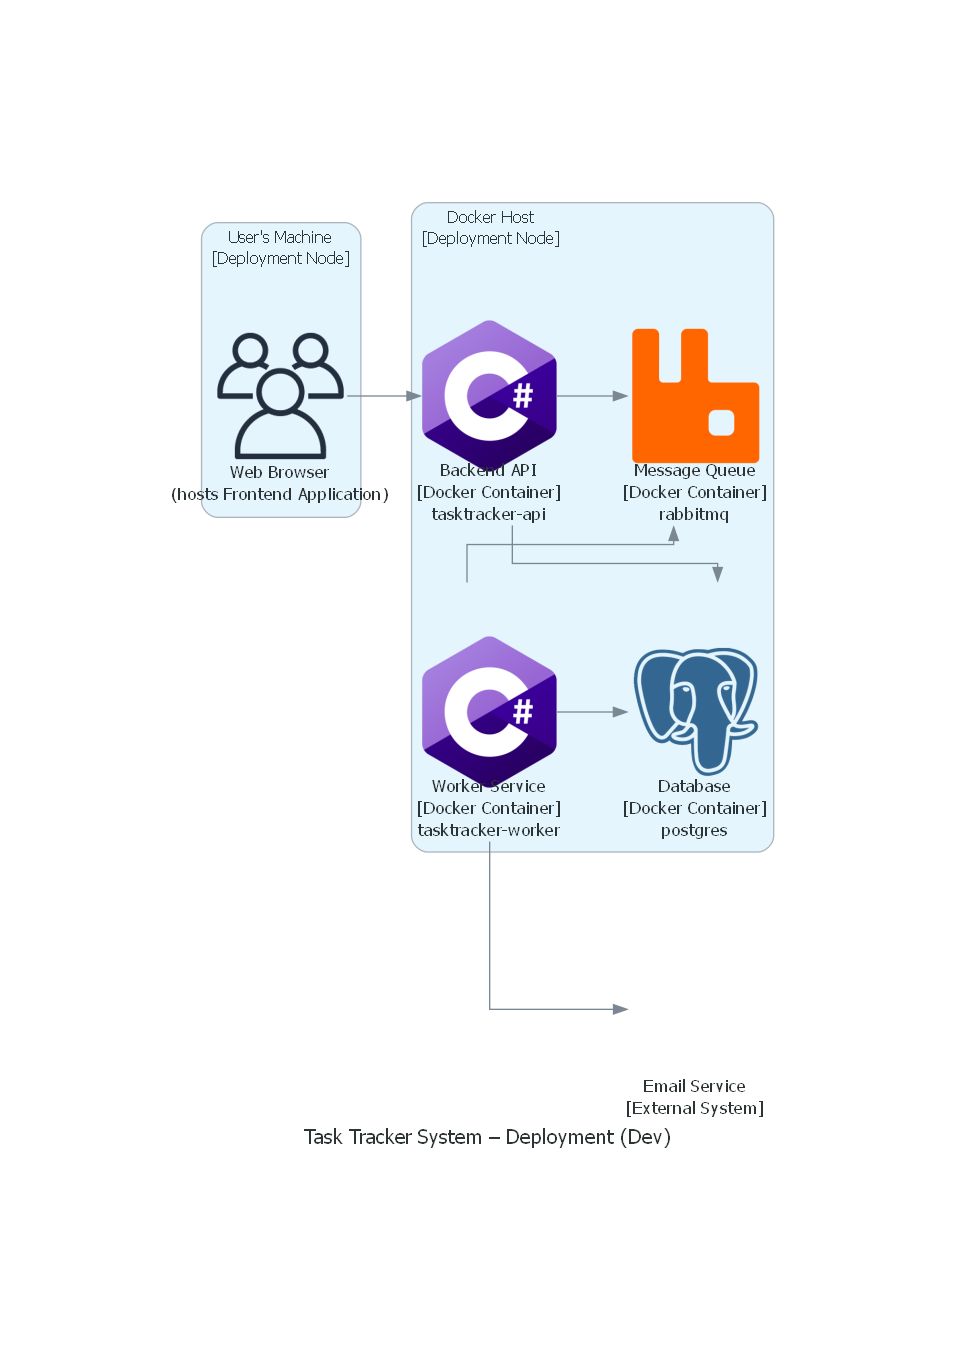 Docker Host
[Deployment Node]
User's Machine
[Deployment Node]
Web Browser
(hosts Frontend Application)
C#
Backend API
[Docker Container]
tasktracker-api
Message Queue
[Docker Container]
rabbitmq
C#
Worker Service
[Docker Container]
tasktracker-worker
Database
[Docker Container]
postgres
Email Service
[External System]
Task Tracker System – Deployment (Dev)